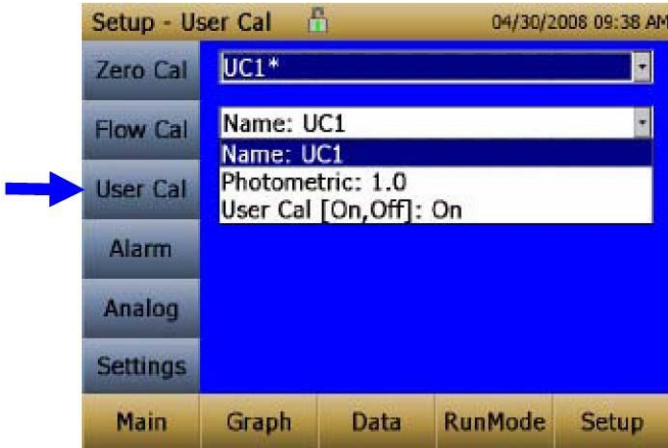 Setup - User Cal 04/30/2008 09:38 AM
Zero Cal
UC1*
Flow Cal
Name: UC1
Name: UC1
User Cal
Photometric: 1.0
User Cal [On,Off]: On
Alarm
Analog
Settings
Main Graph Data RunMode Setup